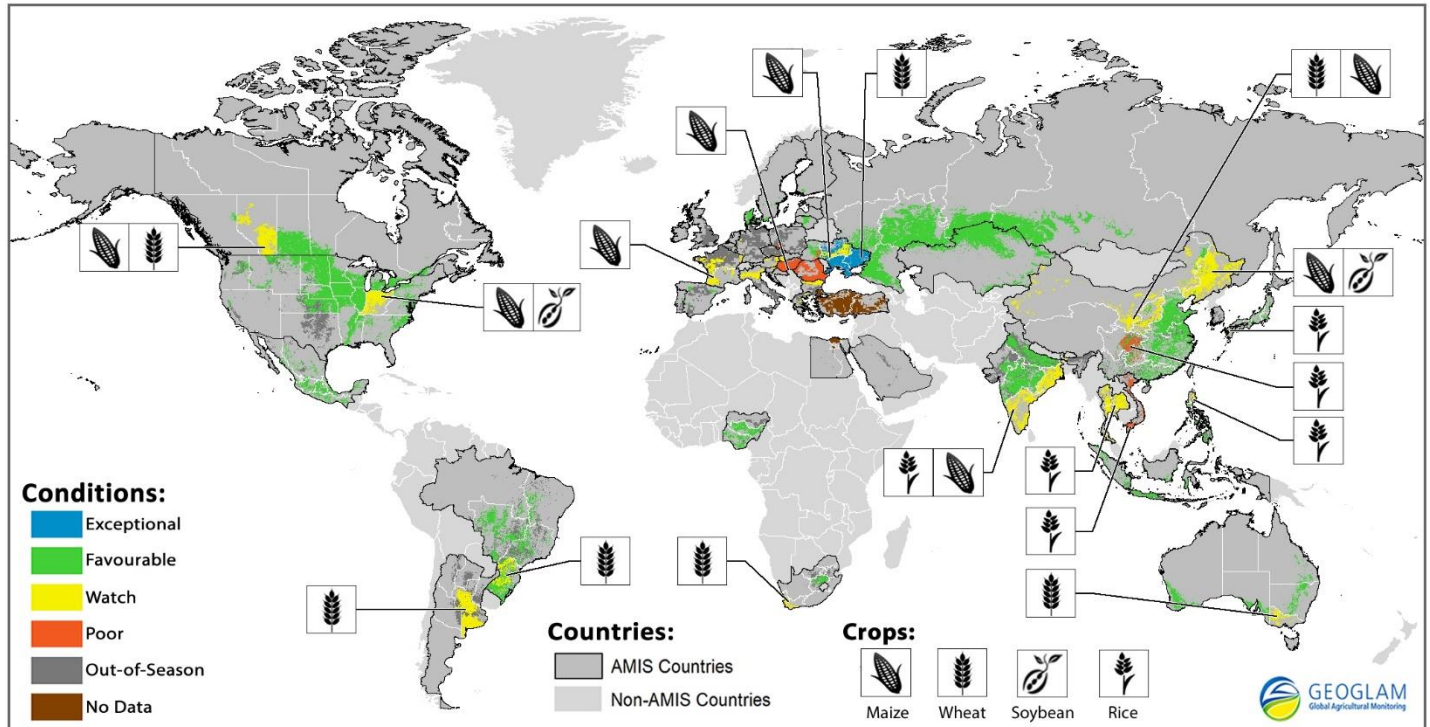 Conditions:
Exceptional
Favourable
Watch
Poor
Out-of-Season
No Data
Countries:
AMIS Countries
Non-AMIS Countries
Crops:
Maize
Wheat
Soybean
Rice
GEOGLAM
Global Agricultural Monitoring